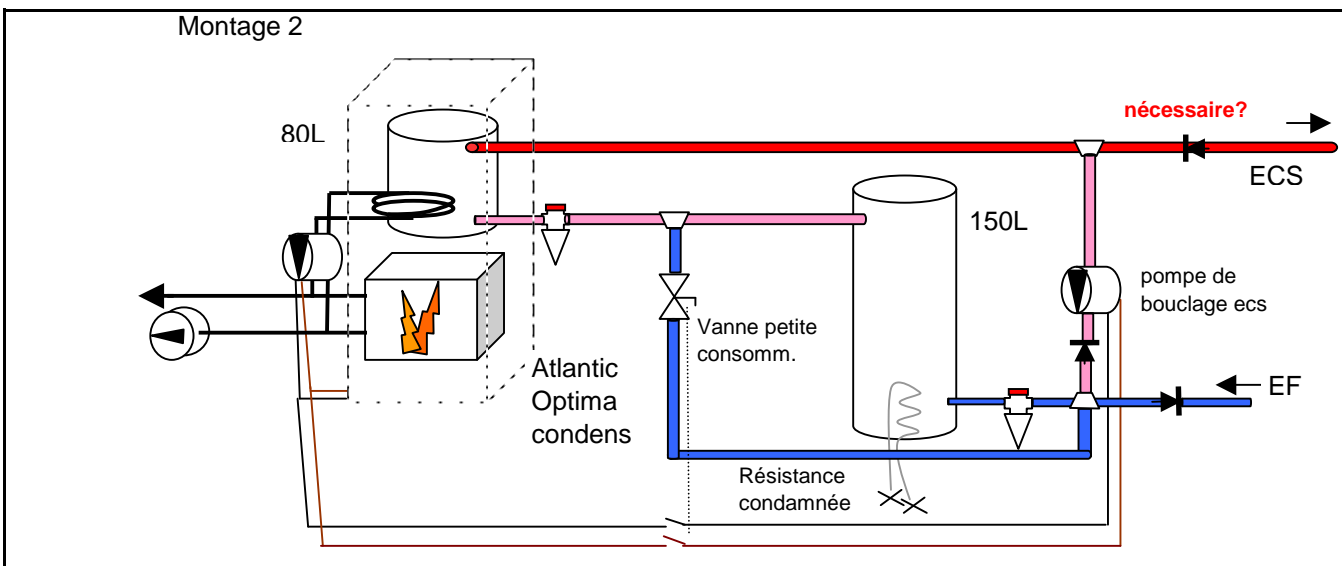 Montage 2
nécessaire?
80L
ECS
150L
pompe de
bouclage ecs
Vanne petite
consomm.
EF
Atlantic
Optima
condens
Résistance
condamnée